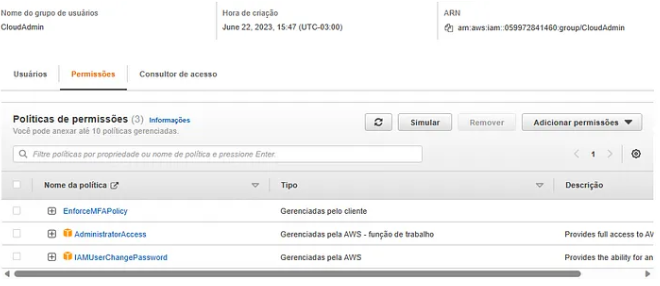 Nome do grupo de usuários
CloudAdmin
Hora de criação
June 22, 2023, 15:47 (UTC-03:00)
ARN
arn:aws:iam::059972841460:group/CloudAdmin
Usuários
Permissões
Consultor de acesso
Políticas de permissões (3) Informações
Você pode anexar até 10 políticas gerenciadas.
Simular
Remover
Adicionar permissões
Filtre políticas por propriedade ou nome de política e pressione Enter.
1
Nome da política
Tipo
Descrição
EnforceMFAPolicy
Gerenciadas pelo cliente
AdministratorAccess
Gerenciadas pelo AWS - função de trabalho
Provides full access to AW
IAMUserChangePassword
Gerenciadas pelo AWS
Provides the ability for an